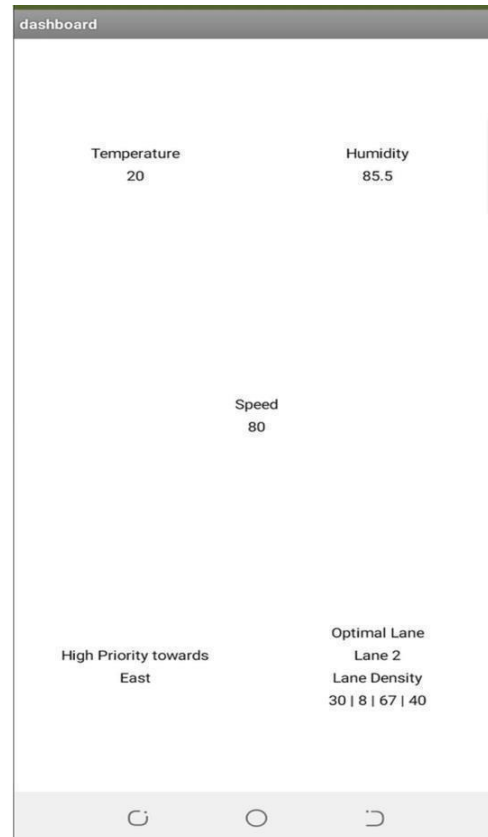 dashboard
Temperature
20
Humidity
85.5
Speed
80
High Priority towards
East
Optimal Lane
Lane 2
Lane Density
30 | 8 | 67 | 40